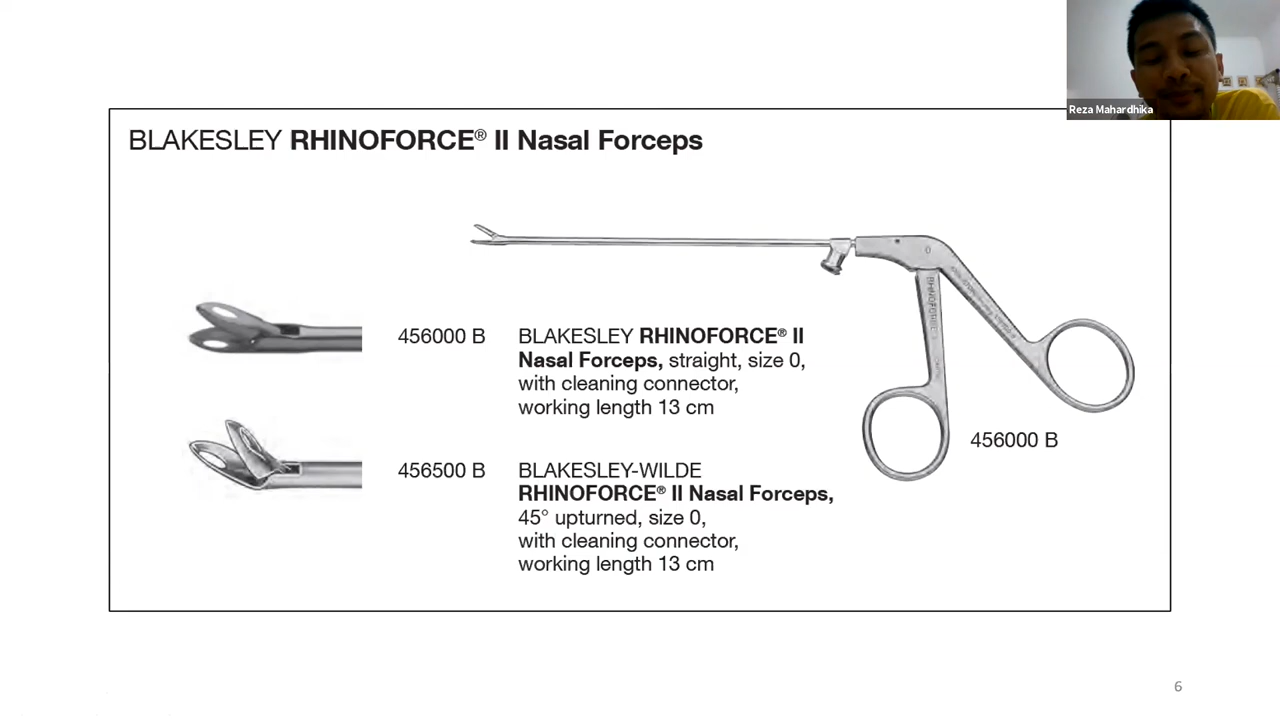 Reza Mahardhika
BLAKESLEY RHINOFORCE® II Nasal Forceps
456000 B
BLAKESLEY RHINOFORCE® II
Nasal Forceps, straight, size 0,
with cleaning connector,
working length 13 cm
RHINOFORCE
456000 B
456500 B
BLAKESLEY-WILDE
RHINOFORCE® II Nasal Forceps,
45° upturned, size 0,
with cleaning connector,
working length 13 cm
6